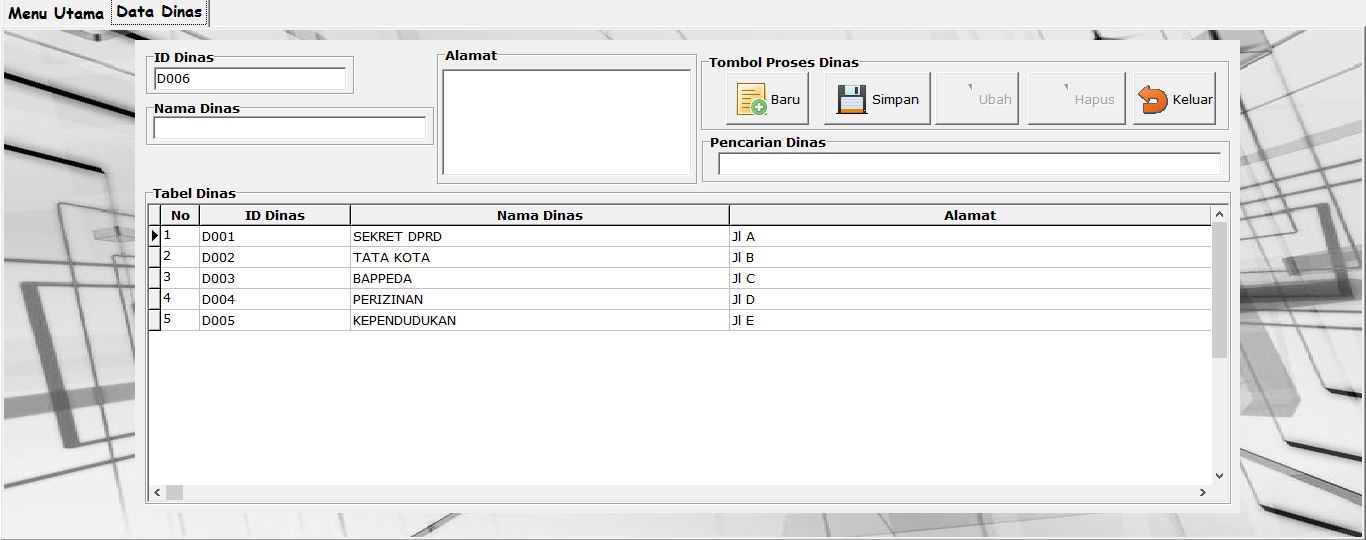 Menu Utama Data Dinas
ID Dinas
D006
Nama Dinas
Alamat
Tombol Proses Dinas
Baru Simpan Ubah Hapus Keluar
Pencarian Dinas
Tabel Dinas
No ID Dinas Nama Dinas Alamat
1 D001 SEKRET DPRD Jl A
2 D002 TATA KOTA Jl B
3 D003 BAPPEDA Jl C
4 D004 PERIZINAN Jl D
5 D005 KEPENDUDUKAN Jl E